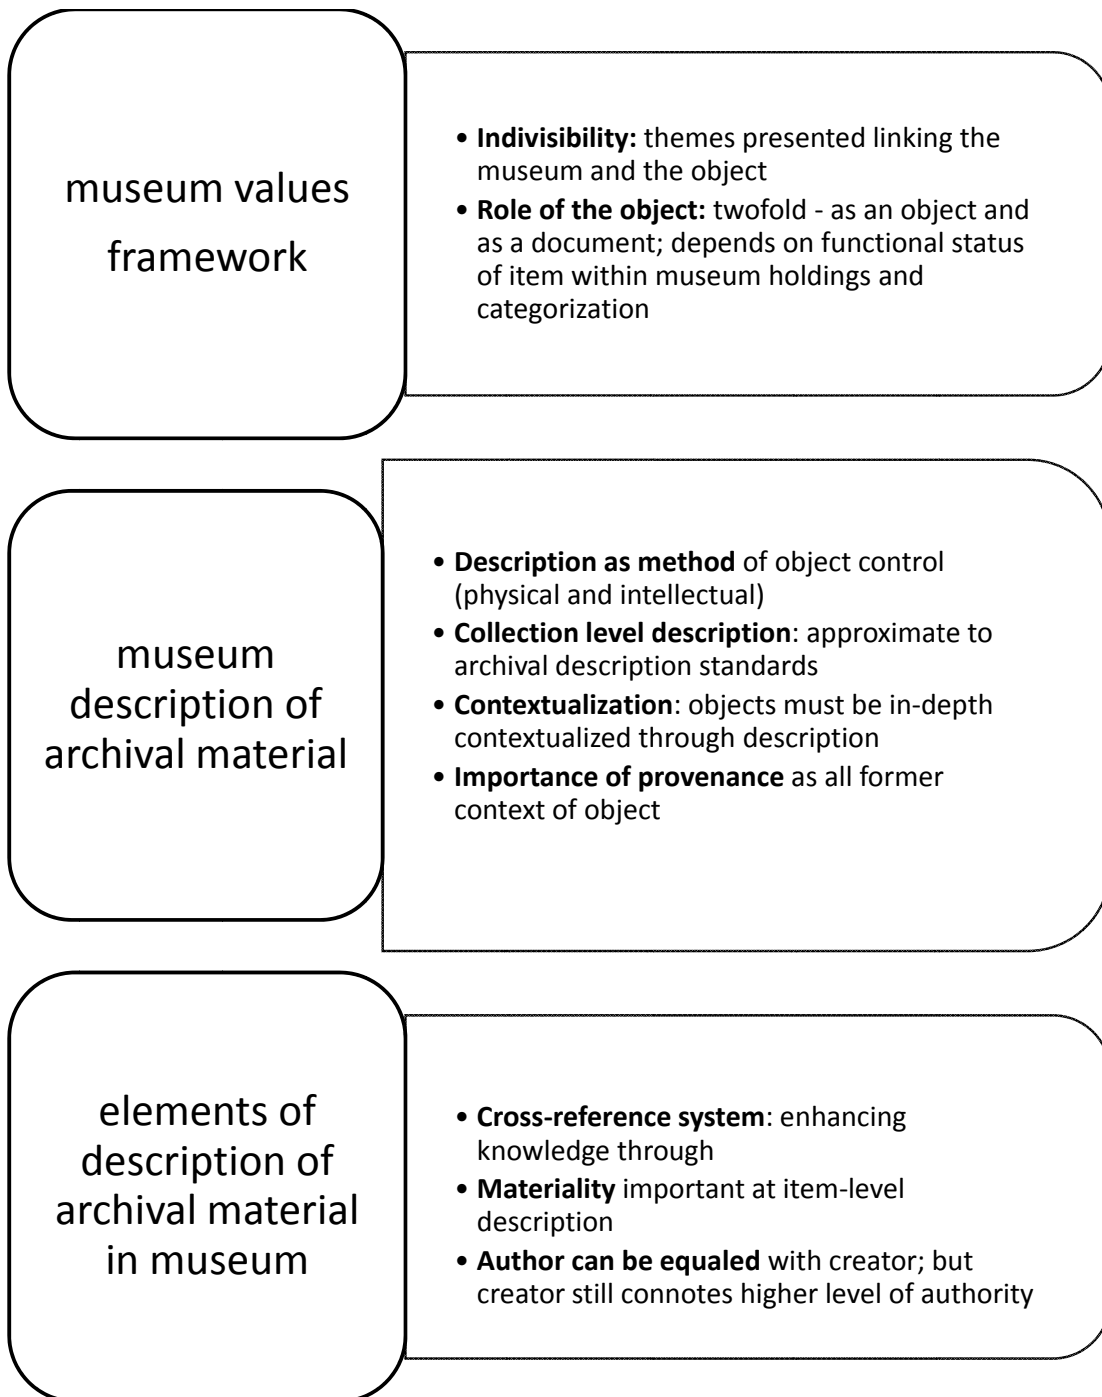 museum values
framework
• Indivisibility: themes presented linking the
museum and the object
• Role of the object: twofold - as an object and
as a document; depends on functional status
of item within museum holdings and
categorization
museum
description of
archival material
• Description as method of object control
(physical and intellectual)
• Collection level description: approximate to
archival description standards
• Contextualization: objects must be in-depth
contextualized through description
• Importance of provenance as all former
context of object
elements of
description of
archival material
in museum
• Cross-reference system: enhancing
knowledge through
• Materiality important at item-level
description
• Author can be equaled with creator; but
creator still connotes higher level of authority